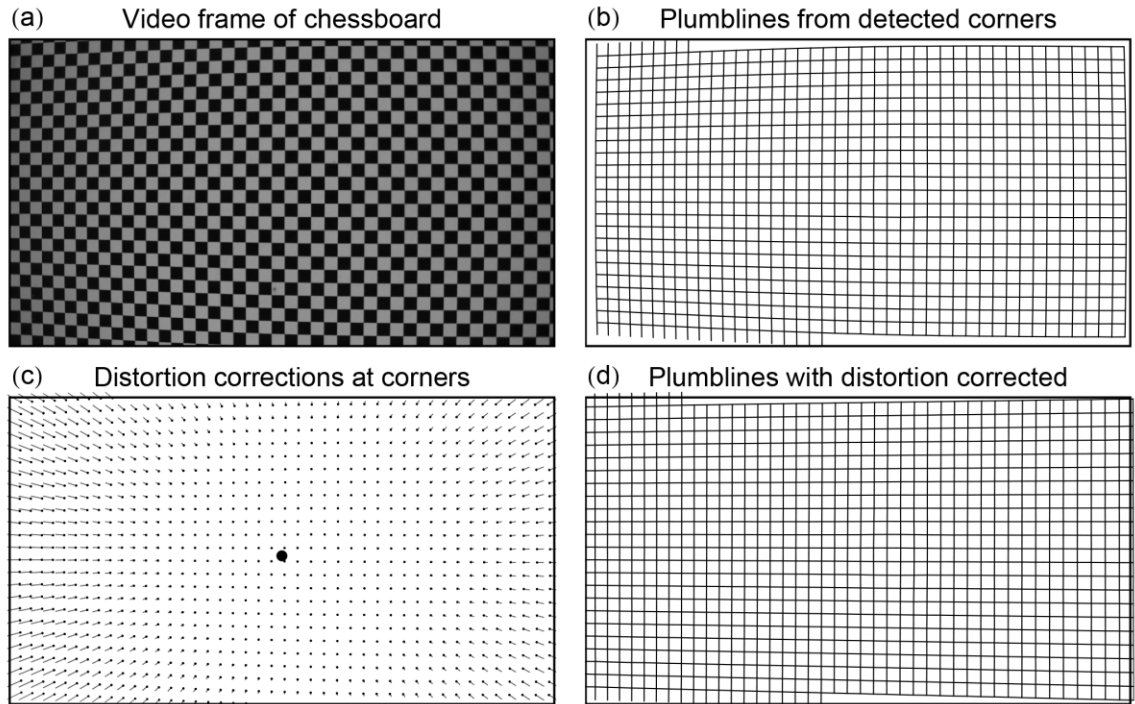 (a) Video frame of chessboard
(b) Plumblines from detected corners
(c) Distortion corrections at corners
(d) Plumblines with distortion corrected